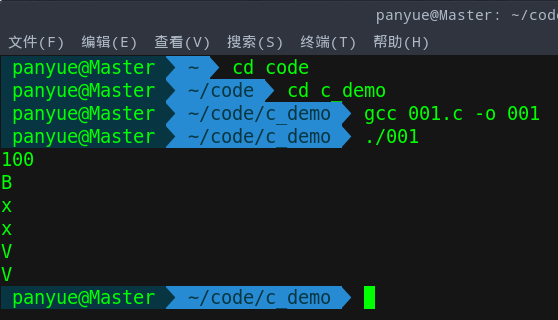 panyue@Master: ~/cod
文件(F) 编辑(E) 查看(V) 搜索(S) 终端(T) 帮助(H)
panyue@Master ~ cd code
panyue@Master ~/code cd c_demo
panyue@Master ~/code/c_demo gcc 001.c -o 001
panyue@Master ~/code/c_demo ./001
100
B
x
x
V
V
panyue@Master ~/code/c_demo